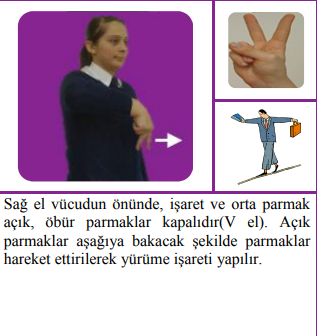 Sağ el vücudun önünde, işaret ve orta parmak
açık, öbür parmaklar kapalıdır(V el). Açık
parmaklar aşağıya bakacak şekilde parmaklar
hareket ettirilerek yürüme işareti yapılır.